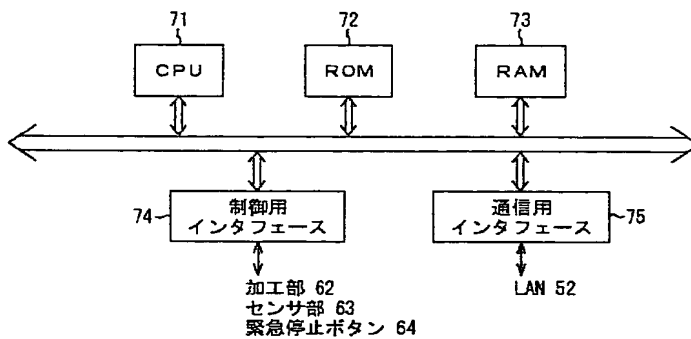 71
72
73
CPU
ROM
RAM
74
制御用
インタフェース
通信用
インタフェース
75
加工部 62
センサ部 63
緊急停止ボタン 64
LAN 52